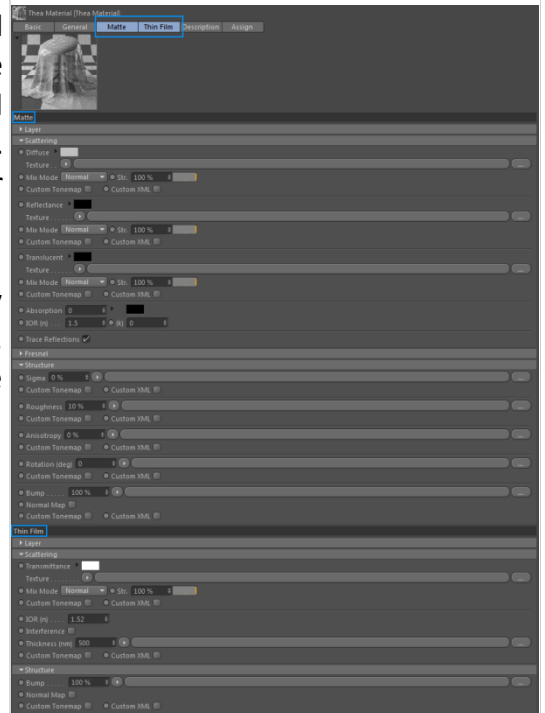 Thea Material [Thea Material]
Basic General Matte Thin Film Description Assign
Matte
Layer
Scattering
Diffuse
Texture . . ...
Mix Mode Normal Str. 100 %
Custom Tonemap Custom XML
Reflectance
Texture . . . . . . ...
Mix Mode Normal Str. 100 %
Custom Tonemap Custom XML
Translucent
Texture . . . . . . ...
Mix Mode Normal Str. 100 %
Custom Tonemap Custom XML
Absorption 0
IOR (n) . . . 1.5 (k) 0
Trace Reflections
Fresnel
Structure
Sigma 0 % ...
Custom Tonemap Custom XML
Roughness 10 % ...
Custom Tonemap Custom XML
Anisotropy 0 % ...
Custom Tonemap Custom XML
Rotation (deg) 0 ...
Custom Tonemap Custom XML
Bump . . . . . 100 % ...
Normal Map
Custom Tonemap Custom XML
Thin Film
Layer
Scattering
Transmittance
Texture . . . . . . . ...
Mix Mode Normal Str. 100 %
Custom Tonemap Custom XML
IOR (n) . . . . 1.52
Interference
Thickness (nm) 500 ...
Custom Tonemap Custom XML
Structure
Bump . . . . . 100 % ...
Normal Map
Custom Tonemap Custom XML